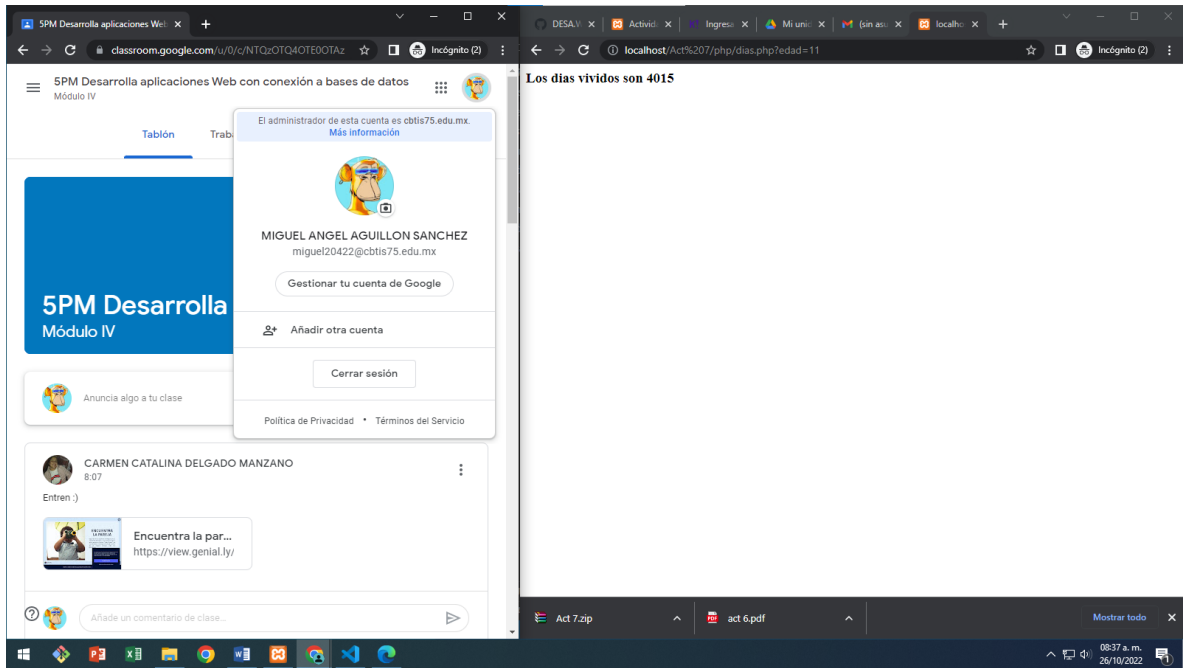 5PM Desarrolla aplicaciones Web
classroom.google.com/u/0/c/NTQzOTQ4OTE0OTAz
Incógnito (2)
5PM Desarrolla aplicaciones Web con conexión a bases de datos
Módulo IV
Tablón Trab
El administrador de esta cuenta es cbtis75.edu.mx.
Más información
MIGUEL ANGEL AGUILLON SANCHEZ
miguel20422@cbtis75.edu.mx
Gestionar tu cuenta de Google
Añadir otra cuenta
Cerrar sesión
Política de Privacidad • Términos del Servicio
5PM Desarrolla
Módulo IV
Anuncia algo a tu clase
CARMEN CATALINA DELGADO MANZANO
8:07
Entren :)
Encuentra la par...
https://view.genial.ly/
Añade un comentario de clase...
DESA.W Activida Ingresa Mi unid (sin asu localho
localhost/Act%207/php/dias.php?edad=11
Incógnito (2)
Los dias vividos son 4015
Act 7.zip
act 6.pdf
Mostrar todo
08:37 a. m.
26/10/2022